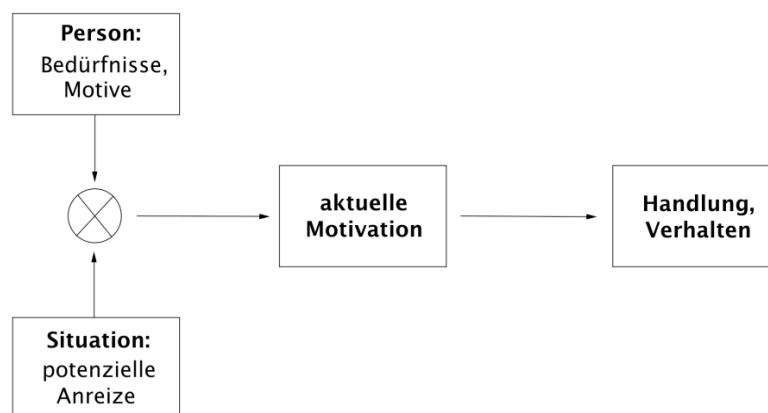 Person:
Bedürfnisse,
Motive
aktuelle
Motivation
Handlung,
Verhalten
Situation:
potenzielle
Anreize